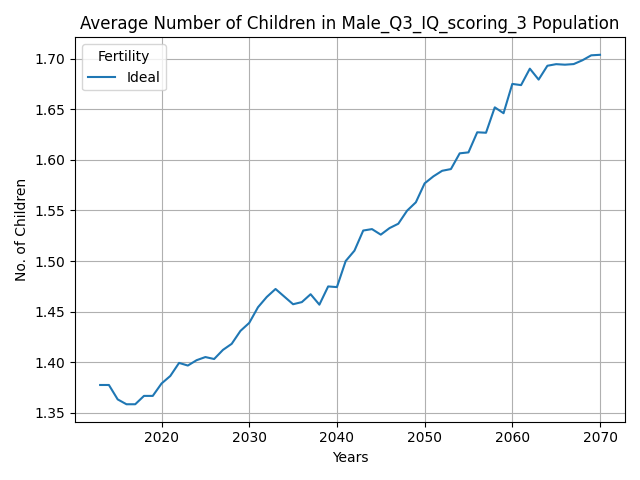 Average Number of Children in Male_Q3_IQ_scoring_3 Population
Fertility
Ideal
No. of Children
1.70
1.65
1.60
1.55
1.50
1.45
1.40
1.35
2020 2030 2040 2050 2060 2070
Years